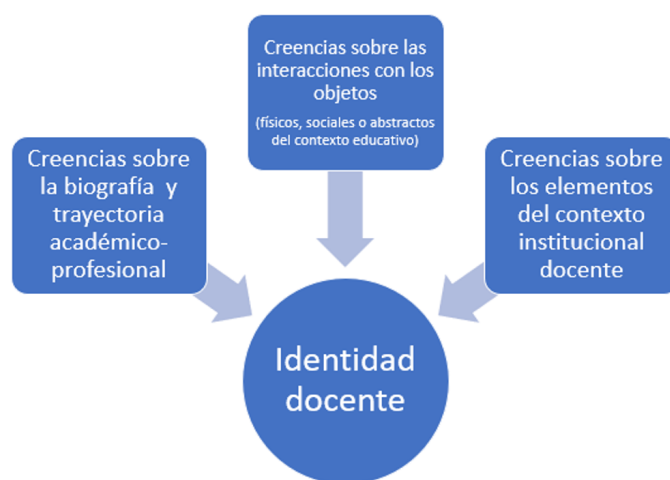 Creencias sobre las
interacciones con los
objetos
(físicos, sociales o abstractos
del contexto educativo)
Creencias sobre
la biografía y
trayectoria
académico-
profesional
Creencias sobre
los elementos
del contexto
institucional
docente
Identidad
docente